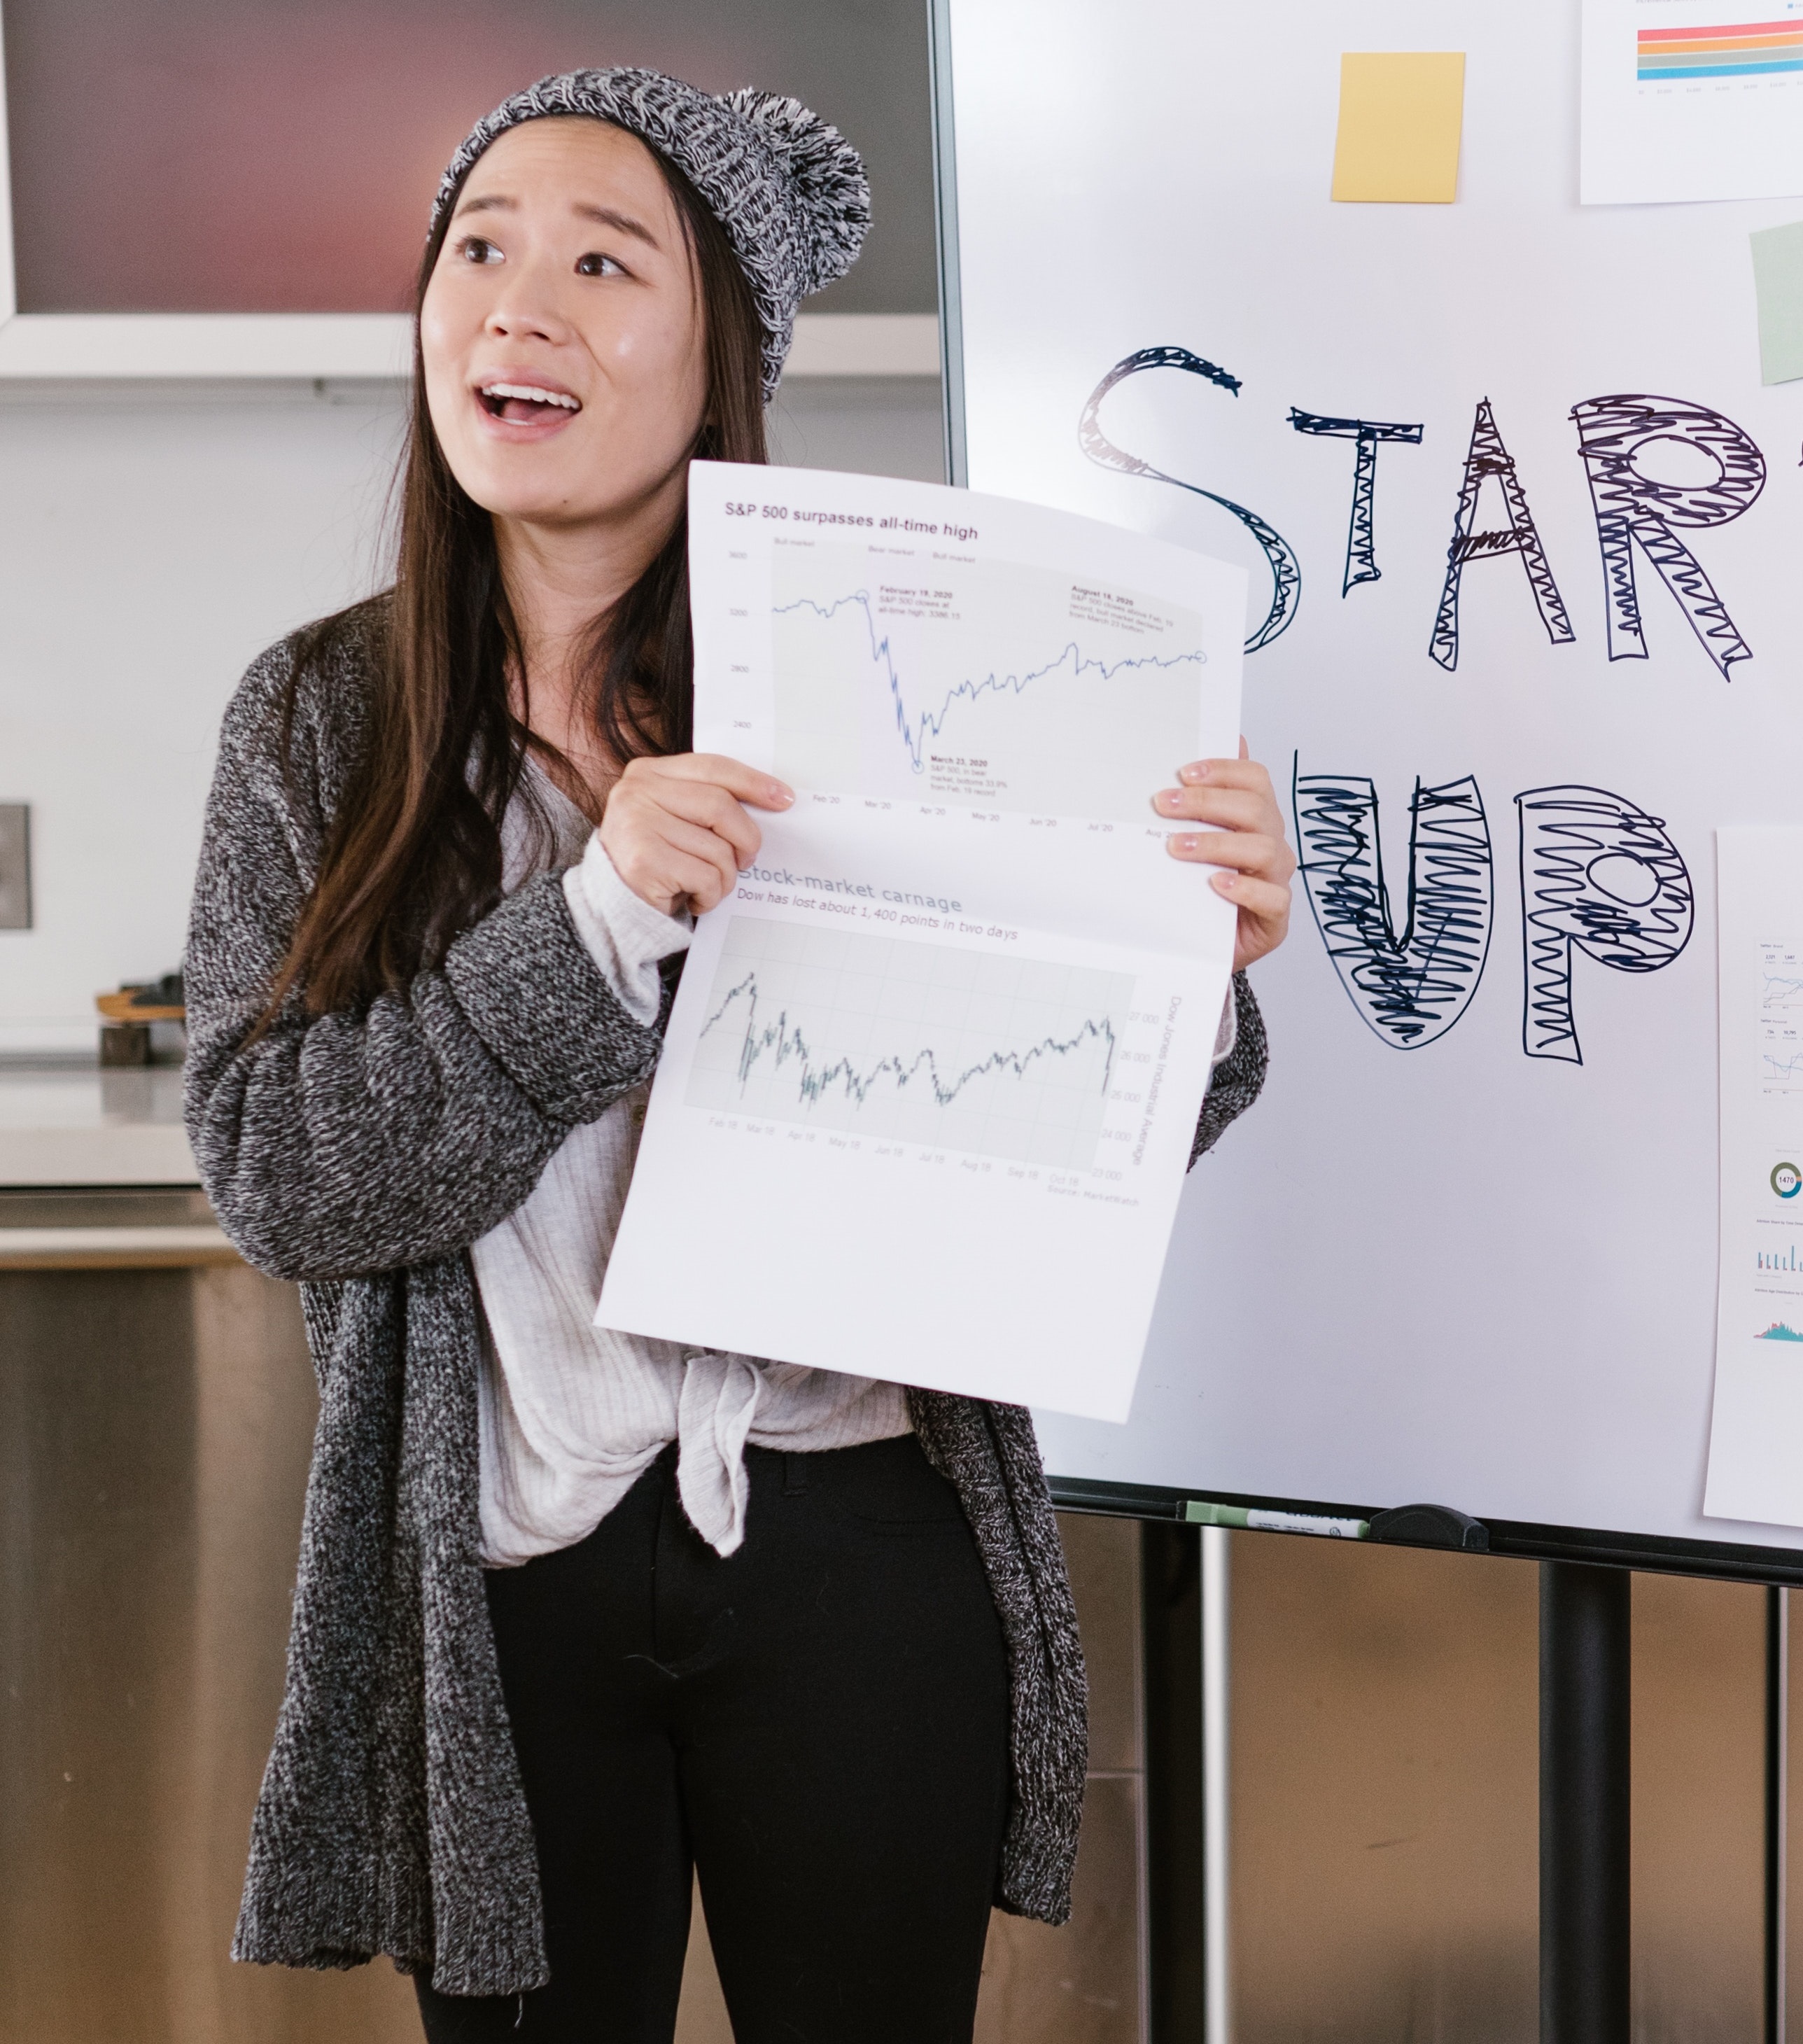 S&P 500 surpasses all-time high
Bull market
Bear market
Bull market
3600
3200
2800
2400
February 19, 2020
S&P 500 closes at
all-time high: 3386.15
August 18, 2020
S&P 500 closes above Feb. 19
record, bull market declared
from March 23 bottom
March 23, 2020
S&P 500, in bear
market, bottoms 33.9%
from Feb. 19 record
Feb '20
Mar '20
Apr '20
May '20
Jun '20
Jul '20
Aug
Stock-market carnage
Dow has lost about 1,400 points in two days
27 000
26 000
24 000
23 000
Dow Jones Industrial Average
Feb 18
Mar 18
Apr 18
May 18
Jun 18
Jul 18
Aug 18
Sep 18
Oct 18
Source: MarketWatch
STAR
UP
1470